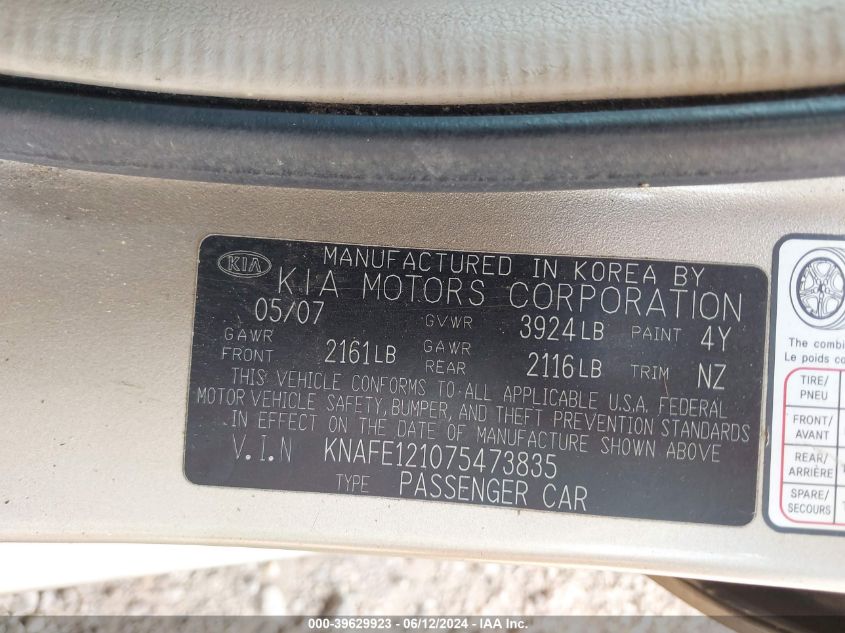 KIA
MANUFACTURED IN KOREA BY
KIA MOTORS CORPORATION
05/07 GVWR 3924LB PAINT 4Y
GAWR FRONT 2161LB GAWR REAR 2116LB TRIM NZ
THIS VEHICLE CONFORMS TO ALL APPLICABLE U.S.A. FEDERAL
MOTOR VEHICLE SAFETY, BUMPER, AND THEFT PREVENTION STANDARDS
IN EFFECT ON THE DATE OF MANUFACTURE SHOWN ABOVE
V.I.N KNAFE121075473835
TYPE PASSENGER CAR
The combi
Le poids c
TIRE/
PNEU
FRONT/
AVANT
REAR/
ARRIÈRE
SPARE/
SECOURS
000-39629923 - 06/12/2024 - IAAI.COM